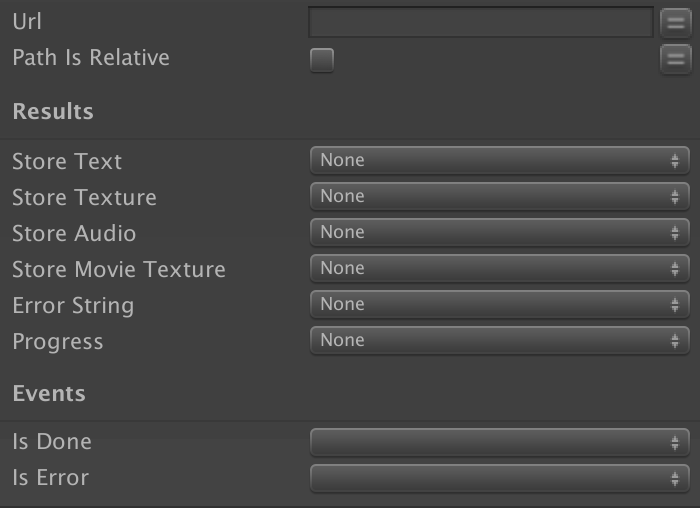 Url
Path Is Relative
Results
Store Text None
Store Texture None
Store Audio None
Store Movie Texture None
Error String None
Progress None
Events
Is Done
Is Error